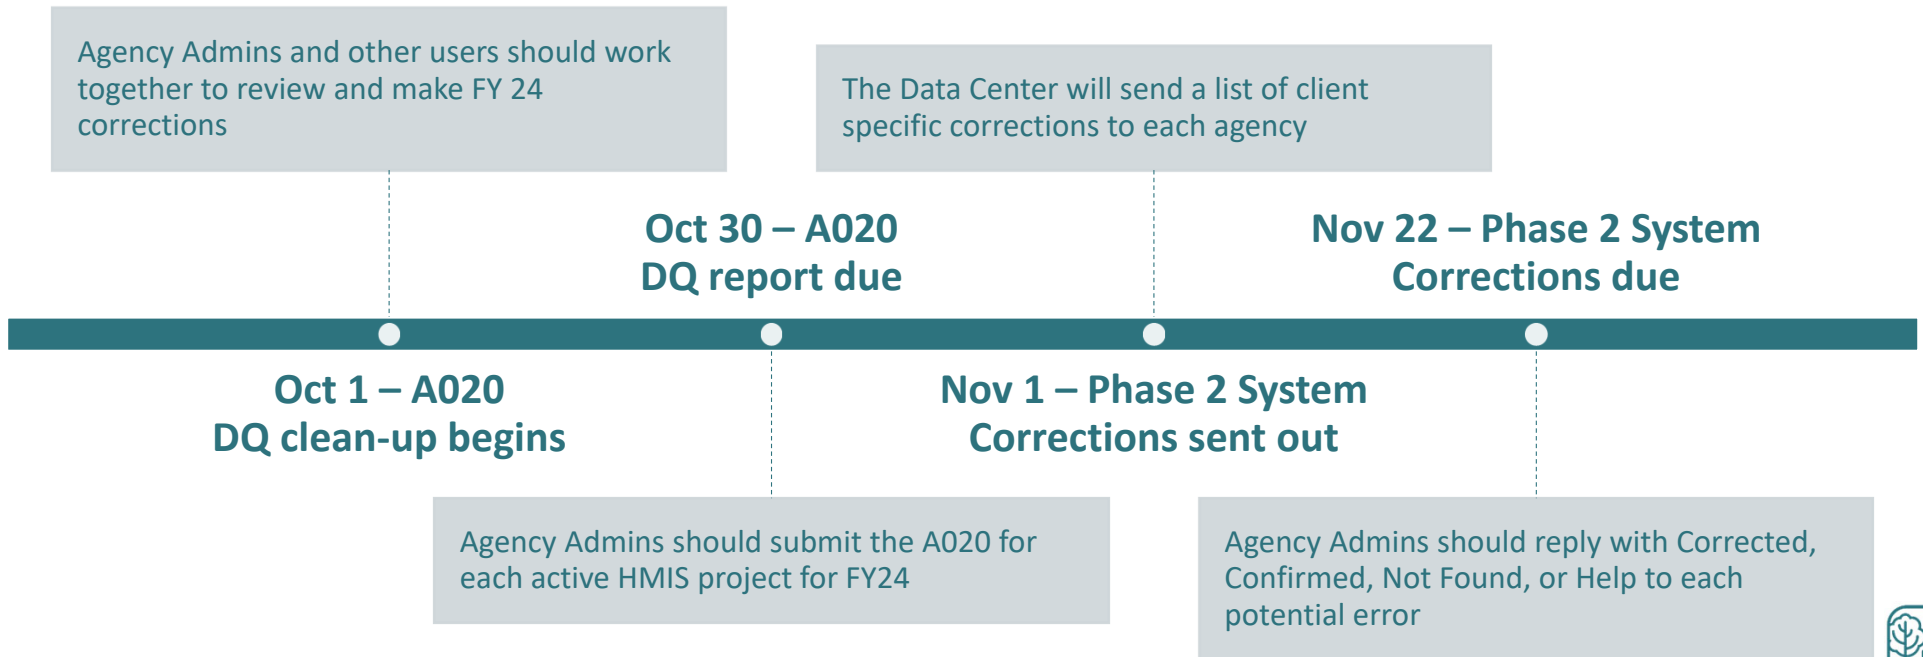 Agency Admins and other users should work
together to review and make FY 24
corrections
The Data Center will send a list of client
specific corrections to each agency
Oct 30 – A020
DQ report due
Nov 22 – Phase 2 System
Corrections due
Oct 1 – A020
DQ clean-up begins
Nov 1 – Phase 2 System
Corrections sent out
Agency Admins should submit the A020 for
each active HMIS project for FY24
Agency Admins should reply with Corrected,
Confirmed, Not Found, or Help to each
potential error